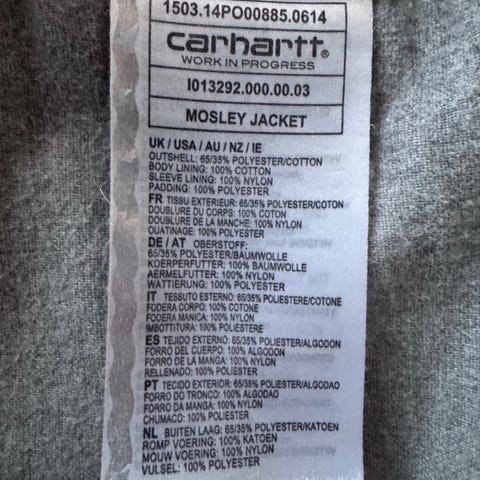 1503.14PO00885.0614
carhartt®
WORK IN PROGRESS
I013292.000.00.03
MOSLEY JACKET
UK / USA / AU / NZ / IE
OUTSHELL: 65/35% POLYESTER/COTTON
BODY LINING: 100% COTTON
SLEEVE LINING: 100% NYLON
PADDING: 100% POLYESTER
FR TISSU EXTERIEUR: 65/35% POLYESTER/COTON
DOUBLURE DU CORPS: 100% COTON
DOUBLURE DE LA MANCHE: 100% NYLON
OUATINAGE: 100% POLYESTER
DE / AT OBERSTOFF:
65/35% POLYESTER/BAUMWOLLE
KOERPERFUTTER: 100% BAUMWOLLE
AERMELFUTTER: 100% NYLON
WATTIERUNG: 100% POLYESTER
IT TESSUTO ESTERNO: 65/35% POLIESTERE/COTONE
FODERA CORPO: 100% COTONE
FODERA MANICA: 100% NYLON
IMBOTTITURA: 100% POLIESTERE
ES TEJIDO EXTERNO: 65/35% POLIESTER/ALGODÓN
FORRO DEL CUERPO: 100% ALGODÓN
FORRO DE LA MANGA: 100% NYLON
RELLENADO: 100% POLIESTER
PT TECIDO EXTERIOR: 65/35% POLIESTER/ALGODAO
FORRO DO TRONCO: 100% ALGODAO
FORRO DA MANGA: 100% NYLON
CHUMACO: 100% POLIESTER
NL BUITEN LAAG: 65/35% POLYESTER/KATOEN
ROMP VOERING: 100% KATOEN
MOUW VOERING: 100% NYLON
VULSEL: 100% POLYESTER